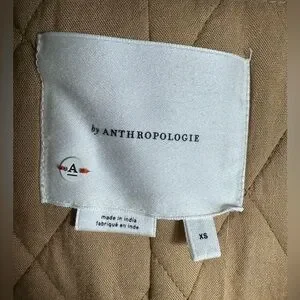 by ANTHROPOLOGIE
A
made in india
fabriqué en inde
XS